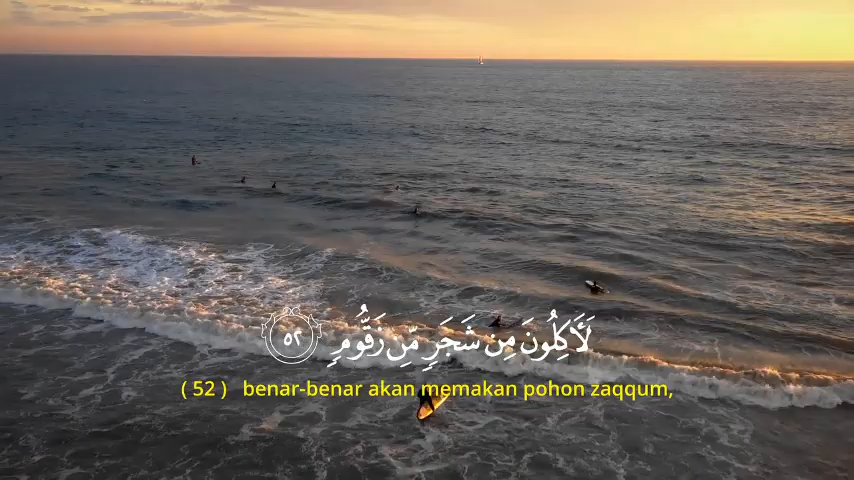 لَأَكِلُونَ مِن شَجَرٍ مِّن زَقُّومٍ ٥٢
( 52 ) benar-benar akan memakan pohon zaqqum,